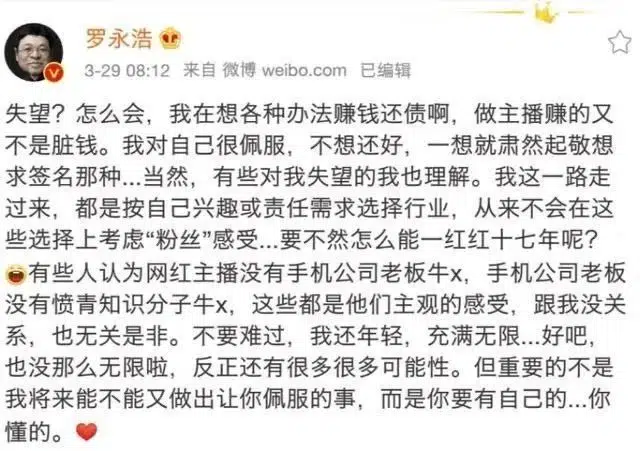 罗永浩
3-29 08:12 来自 微博 weibo.com 已编辑
失望？怎么会，我在想各种办法赚钱还债啊，做主播赚的又
不是脏钱。我对自己很佩服，不想还好，一想就肃然起敬想
求签名那种...当然，有些对我失望的我也理解。我这一路走
过来，都是按自己兴趣或责任需求选择行业，从来不会在这
些选择上考虑“粉丝”感受...要不然怎么能一红红十七年呢？
有些人认为网红主播没有手机公司老板牛x，手机公司老板
没有愤青知识分子牛x，这些都是他们主观的感受，跟我没关
系，也无关是非。不要难过，我还年轻，充满无限...好吧，
也没那么无限啦，反正还有很多很多可能性。但重要的不是
我将来能不能又做出让你佩服的事，而是你要有自己的...你
懂的。